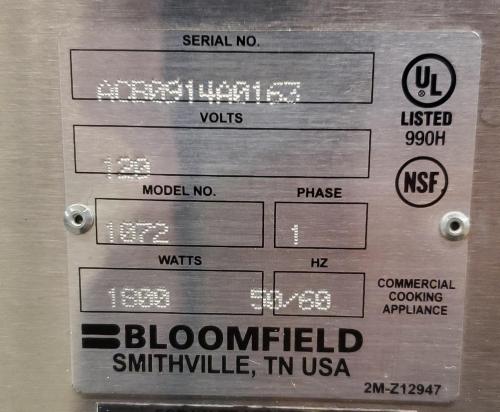 SERIAL NO.
ACB0914A0163
VOLTS
120
MODEL NO. PHASE
1072 1
WATTS HZ
1800 50/60
UL
LISTED
990H
NSF
COMMERCIAL
COOKING
APPLIANCE
BLOOMFIELD
SMITHVILLE, TN USA
2M-Z12947